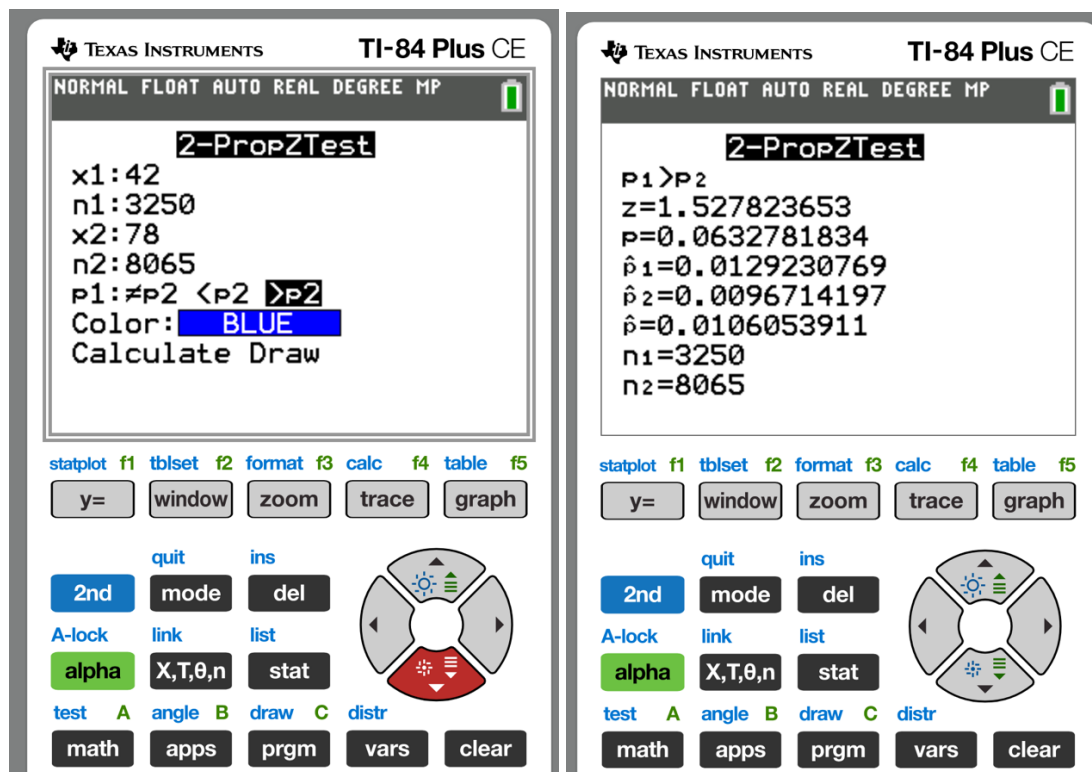 TEXAS INSTRUMENTS TI-84 Plus CE
NORMAL FLOAT AUTO REAL DEGREE MP
2-PropZTest
x1:42
n1:3250
x2:78
n2:8065
p1:≠p2 <p2 >p2
Color: BLUE
Calculate Draw
statplot f1 tblset f2 format f3 calc f4 table f5
y= window zoom trace graph
quit ins
2nd mode del
A-lock link list
alpha X,T,θ,n stat
test A angle B draw C distr
math apps prgm vars clear
TEXAS INSTRUMENTS TI-84 Plus CE
NORMAL FLOAT AUTO REAL DEGREE MP
2-PropZTest
p1>p2
z=1.527823653
p=0.0632781834
p̂1=0.0129230769
p̂2=0.0096714197
p̂=0.0106053911
n1=3250
n2=8065
statplot f1 tblset f2 format f3 calc f4 table f5
y= window zoom trace graph
quit ins
2nd mode del
A-lock link list
alpha X,T,θ,n stat
test A angle B draw C distr
math apps prgm vars clear